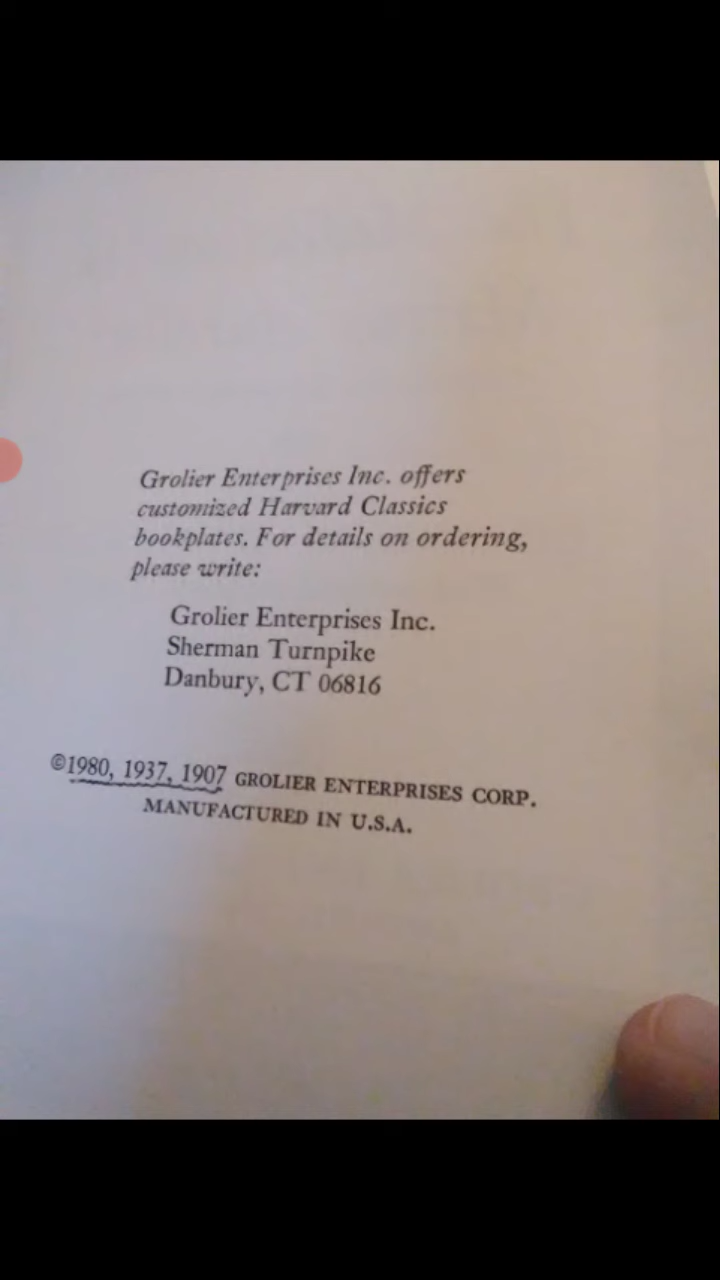 Grolier Enterprises Inc. offers
customized Harvard Classics
bookplates. For details on ordering,
please write:
Grolier Enterprises Inc.
Sherman Turnpike
Danbury, CT 06816
©1980, 1937, 1907 GROLIER ENTERPRISES CORP.
MANUFACTURED IN U.S.A.